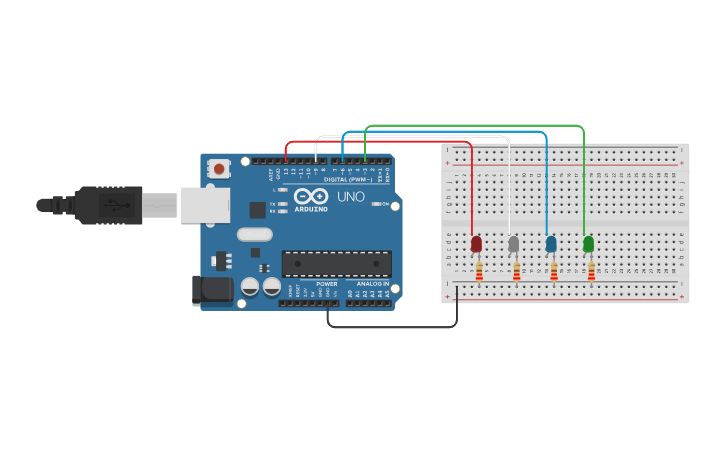 AREF
GND
13
12
~11
~10
~9
8
7
~6
~5
4
~3
2
TX→1
RX←0
DIGITAL (PWM~)
L
TX
RX
ARDUINO
UNO
ON
POWER
ANALOG IN
IOREF
RESET
3.3V
5V
GND
GND
Vin
A0
A1
A2
A3
A4
A5
f g h i j
f g h i j
a b c d e
a b c d e